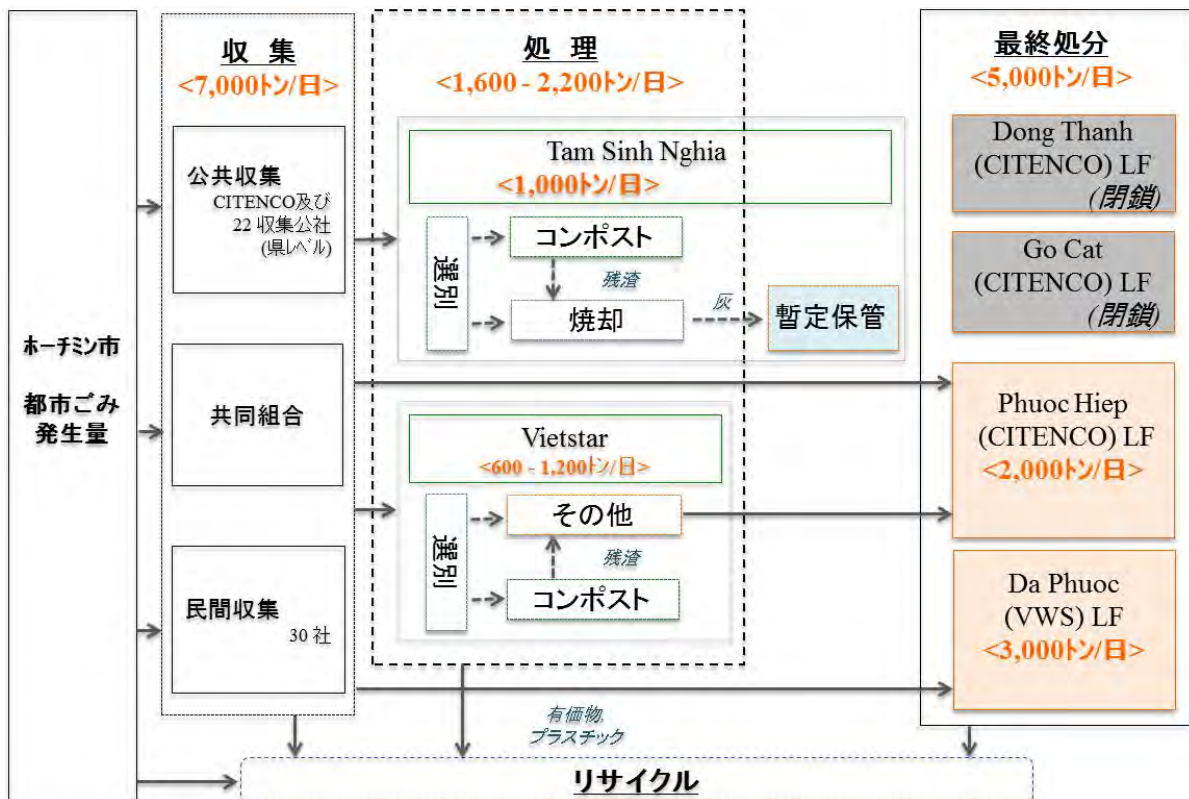 ホーチミン市
都市ごみ
発生量
収 集
<7,000トン/日>
公共収集
CITENCO及び
22 収集公社
(県レベル)
共同組合
民間収集
30 社
処 理
<1,600 - 2,200トン/日>
Tam Sinh Nghia
<1,000トン/日>
選別
コンポスト
残渣
焼却
灰
暫定保管
Vietstar
<600 - 1,200トン/日>
選別
その他
残渣
コンポスト
最終処分
<5,000トン/日>
Dong Thanh
(CITENCO) LF
(閉鎖)
Go Cat
(CITENCO) LF
(閉鎖)
Phuoc Hiep
(CITENCO) LF
<2,000トン/日>
Da Phuoc
(VWS) LF
<3,000トン/日>
有価物,
プラスチック
リサイクル